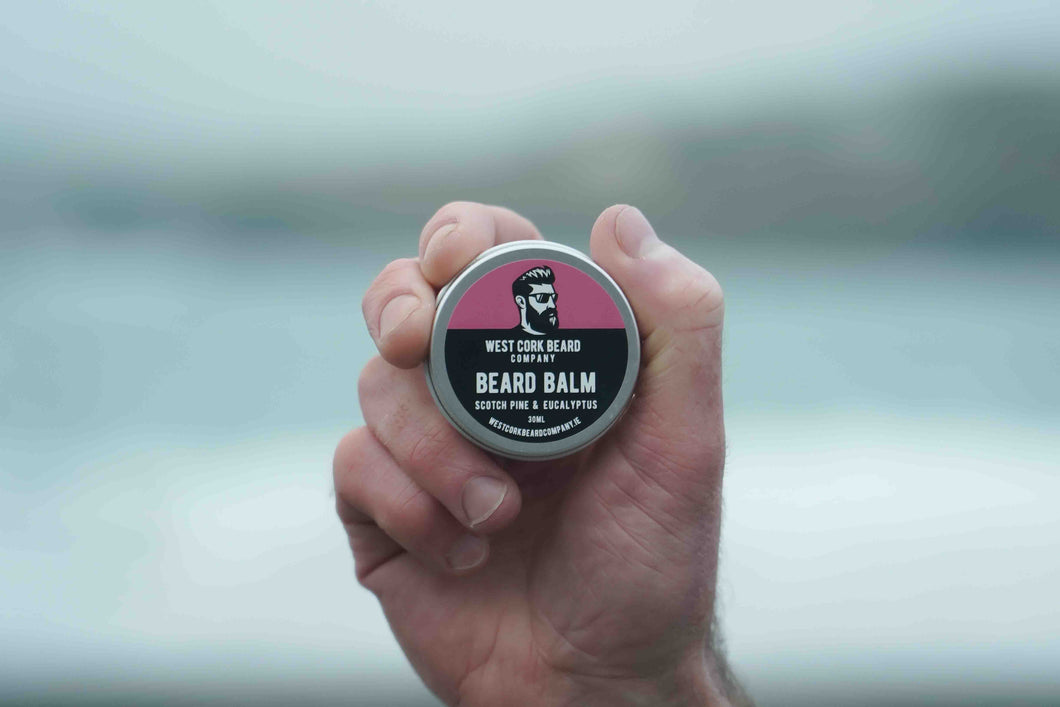 WEST CORK BEARD
COMPANY
BEARD BALM
SCOTCH PINE & EUCALYPTUS
30ML
WESTCORKBEARDCOMPANY.IE